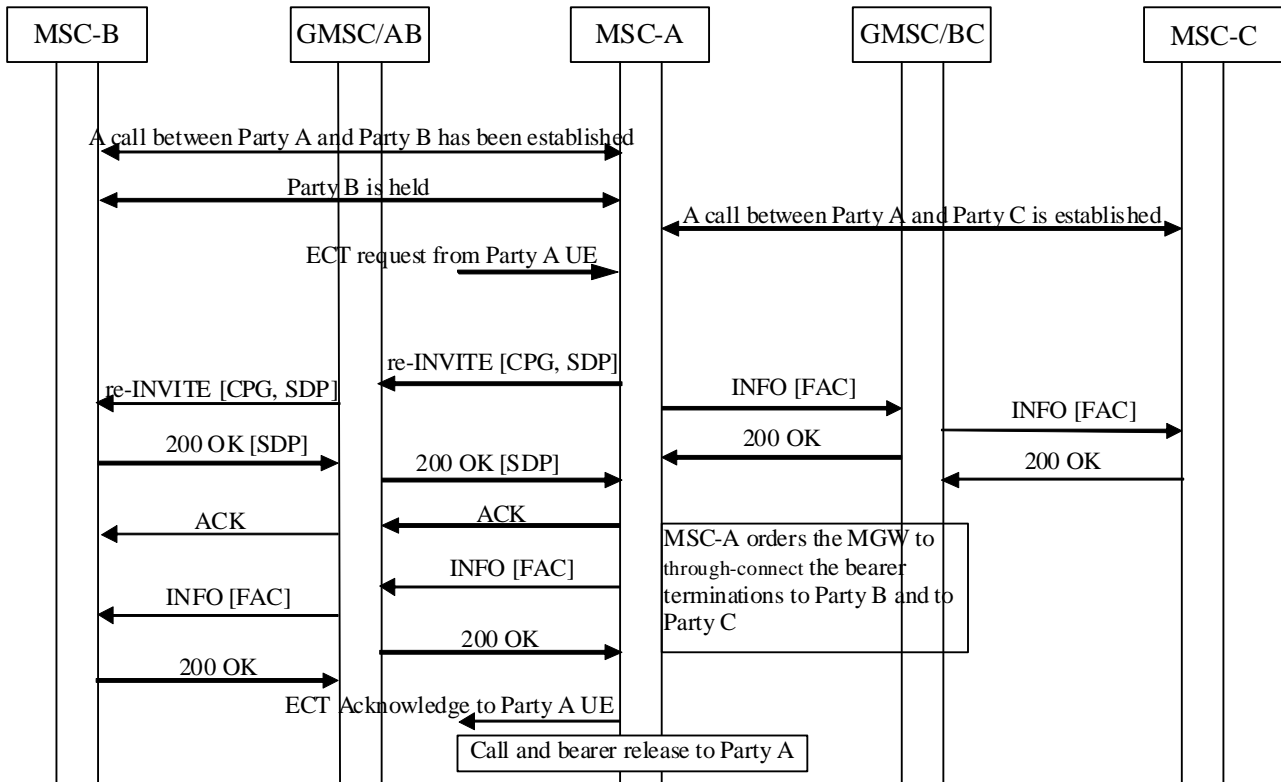 MSC-B
GMSC/AB
MSC-A
GMSC/BC
MSC-C
A call between Party A and Party B has been established
Party B is held
A call between Party A and Party C is established
ECT request from Party A UE
re-INVITE [CPG, SDP]
re-INVITE [CPG, SDP]
INFO [FAC]
INFO [FAC]
200 OK [SDP]
200 OK
200 OK [SDP]
200 OK
ACK
ACK
MSC-A orders the MGW to
through-connect the bearer
terminations to Party B and to
Party C
INFO [FAC]
INFO [FAC]
200 OK
200 OK
ECT Acknowledge to Party A UE
Call and bearer release to Party A